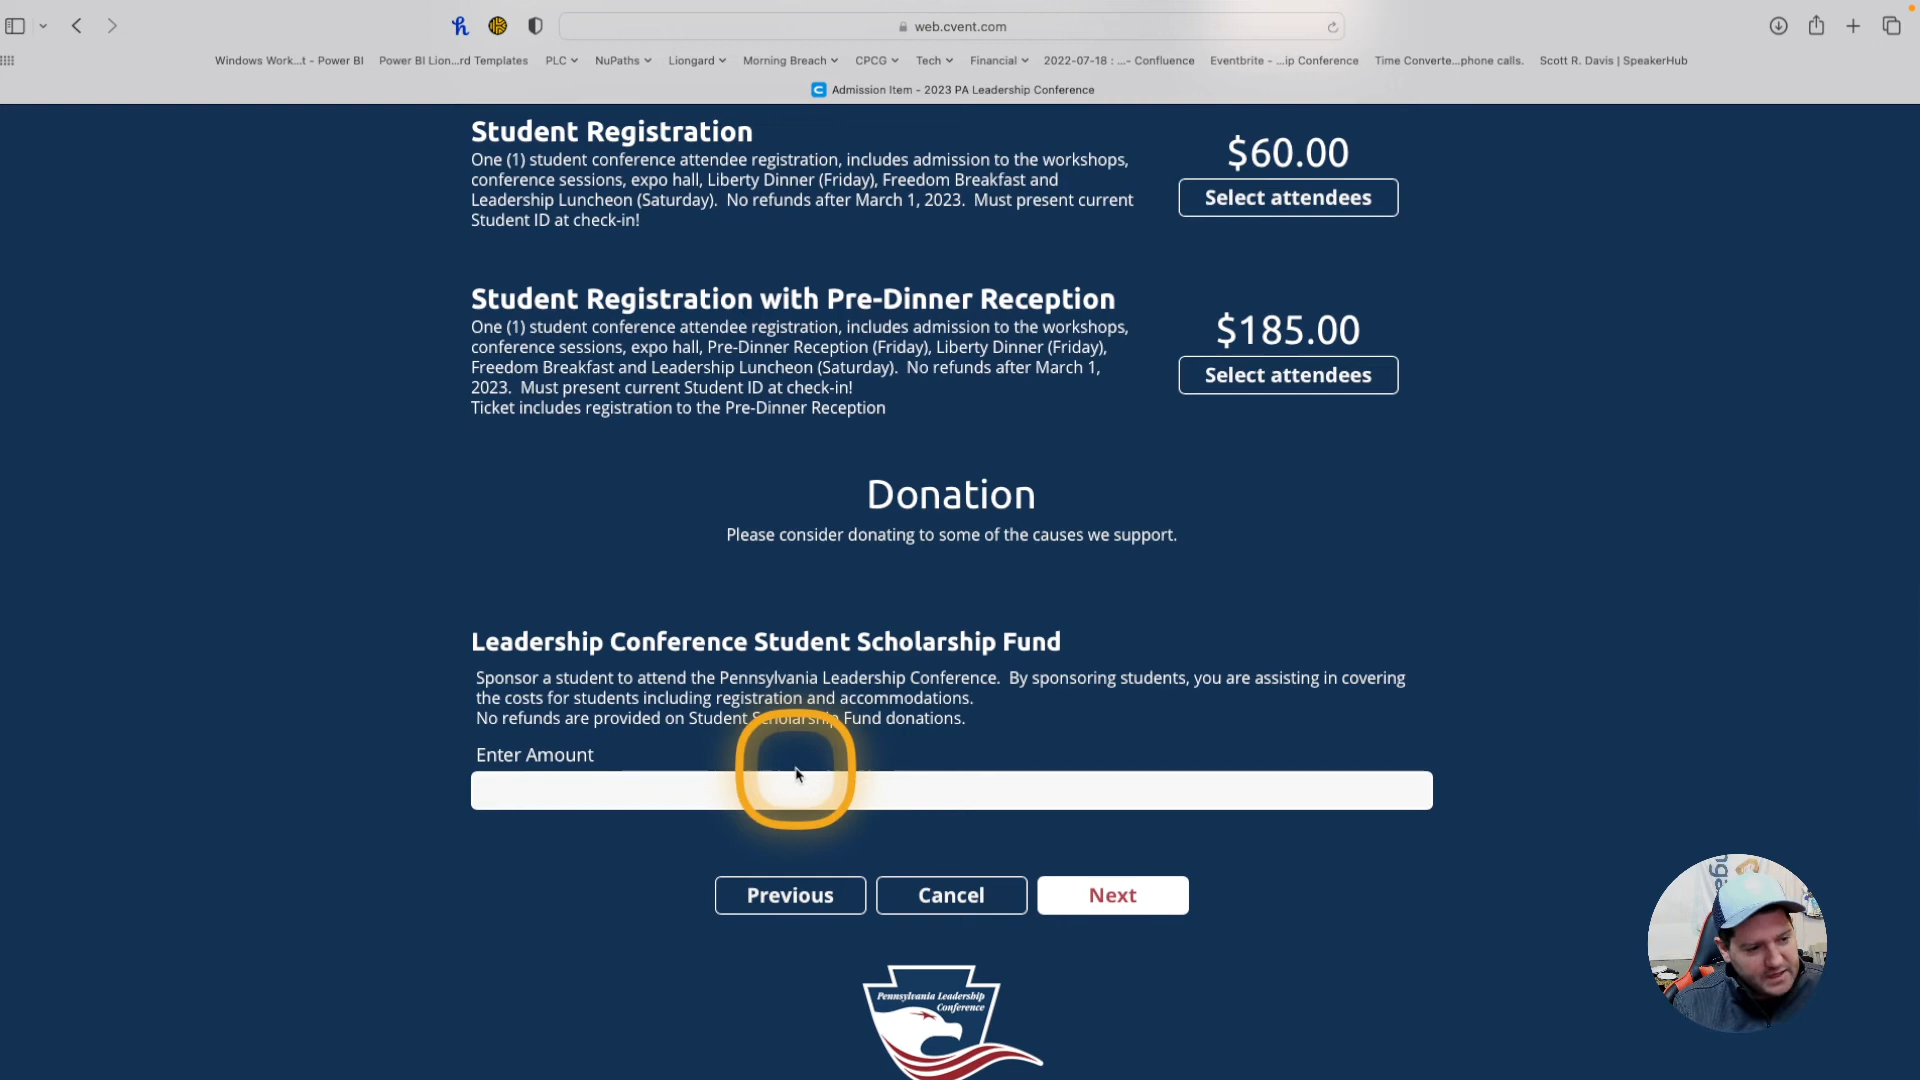 web.cvent.com
Windows Work...t - Power BI Power BI Lion...rd Templates PLC NuPaths Liongard Morning Breach CPCG Tech Financial 2022-07-18 : ...- Confluence Eventbrite - ...ip Conference Time Converte...phone calls. Scott R. Davis | SpeakerHub
Admission Item - 2023 PA Leadership Conference
Student Registration
One (1) student conference attendee registration, includes admission to the workshops,
conference sessions, expo hall, Liberty Dinner (Friday), Freedom Breakfast and
Leadership Luncheon (Saturday). No refunds after March 1, 2023. Must present current
Student ID at check-in!
$60.00
Select attendees
Student Registration with Pre-Dinner Reception
One (1) student conference attendee registration, includes admission to the workshops,
conference sessions, expo hall, Pre-Dinner Reception (Friday), Liberty Dinner (Friday),
Freedom Breakfast and Leadership Luncheon (Saturday). No refunds after March 1,
2023. Must present current Student ID at check-in!
Ticket includes registration to the Pre-Dinner Reception
$185.00
Select attendees
Donation
Please consider donating to some of the causes we support.
Leadership Conference Student Scholarship Fund
Sponsor a student to attend the Pennsylvania Leadership Conference. By sponsoring students, you are assisting in covering
the costs for students including registration and accommodations.
No refunds are provided on Student Scholarship Fund donations.
Enter Amount
Previous Cancel Next
Pennsylvania Leadership
Conference